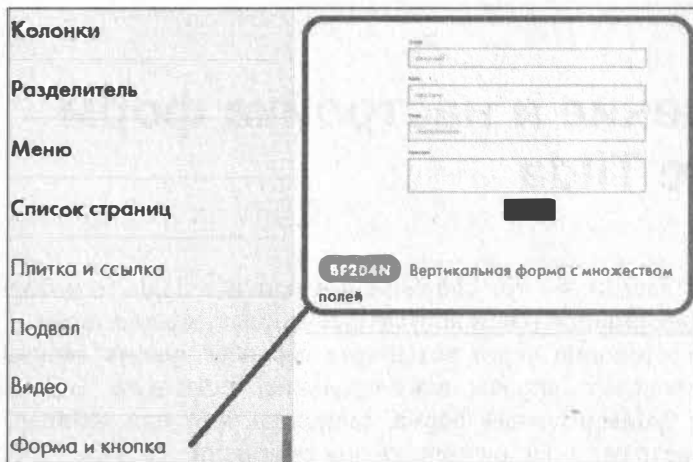 Колонки
Разделитель
Меню
Список страниц
Плитка и ссылка
Подвал
Видео
Форма и кнопка
BF204N Вертикальная форма с множеством
полей